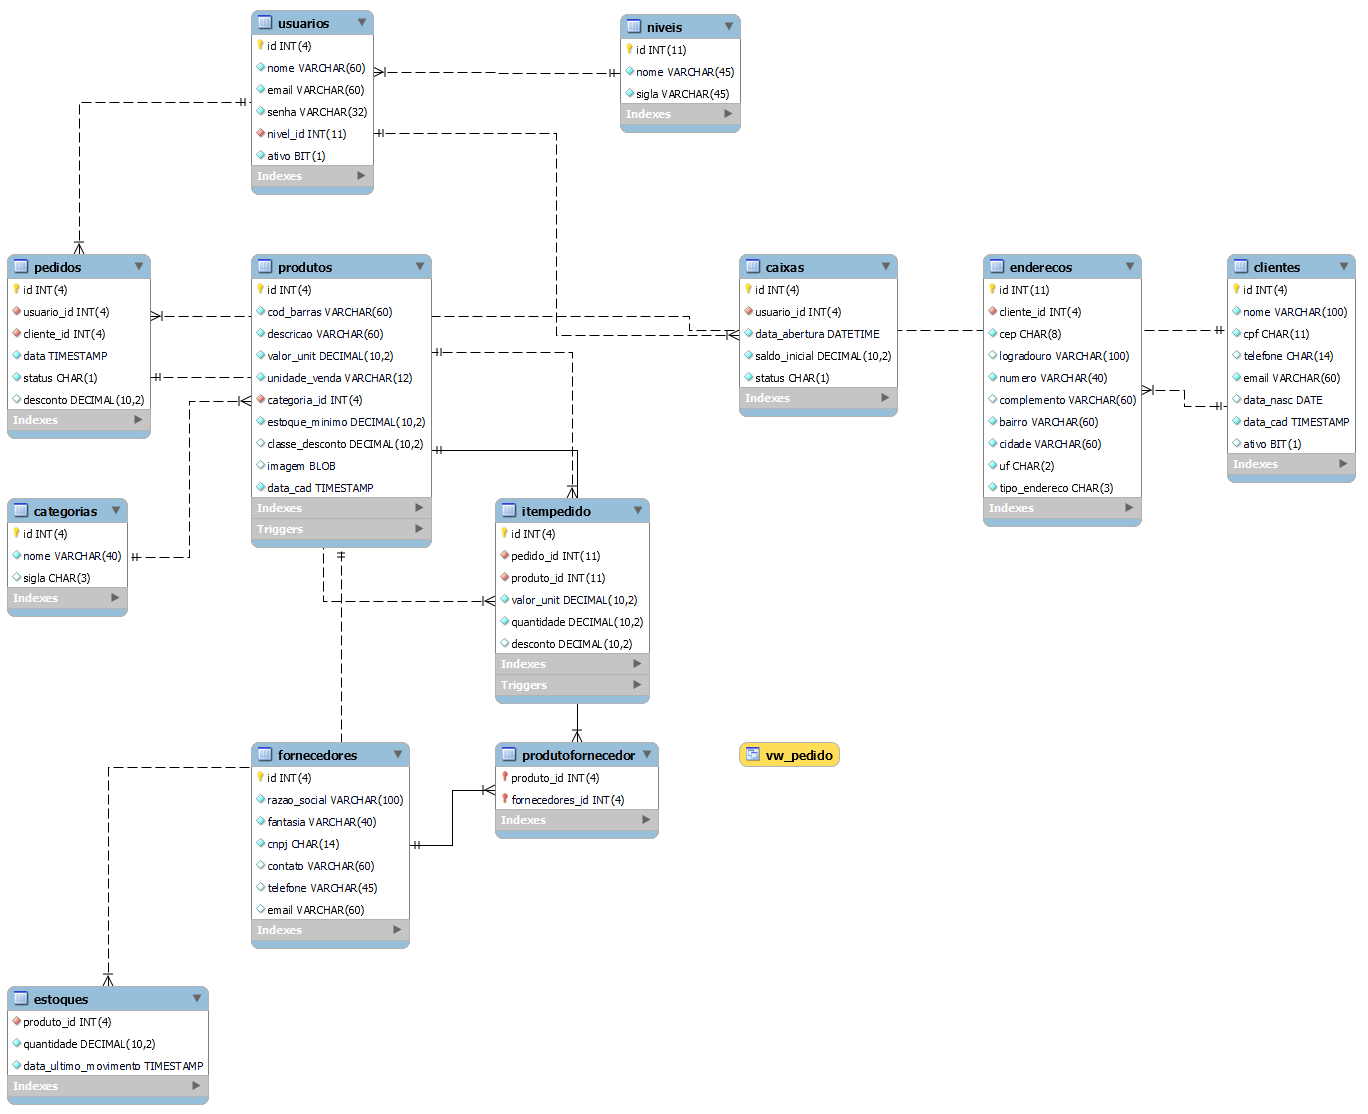 usuarios
id INT(4)
nome VARCHAR(60)
email VARCHAR(60)
senha VARCHAR(32)
nivel_id INT(11)
ativo BIT(1)
Indexes
niveis
id INT(11)
nome VARCHAR(45)
sigla VARCHAR(45)
Indexes
pedidos
id INT(4)
usuario_id INT(4)
cliente_id INT(4)
data TIMESTAMP
status CHAR(1)
desconto DECIMAL(10,2)
Indexes
produtos
id INT(4)
cod_barras VARCHAR(60)
descricao VARCHAR(60)
valor_unit DECIMAL(10,2)
unidade_venda VARCHAR(12)
categoria_id INT(4)
estoque_minimo DECIMAL(10,2)
classe_desconto DECIMAL(10,2)
imagem BLOB
data_cad TIMESTAMP
Indexes
Triggers
caixas
id INT(4)
usuario_id INT(4)
data_abertura DATETIME
saldo_inicial DECIMAL(10,2)
status CHAR(1)
Indexes
enderecos
id INT(11)
cliente_id INT(4)
cep CHAR(8)
logradouro VARCHAR(100)
numero VARCHAR(40)
complemento VARCHAR(60)
bairro VARCHAR(60)
cidade VARCHAR(60)
uf CHAR(2)
tipo_endereco CHAR(3)
Indexes
clientes
id INT(4)
nome VARCHAR(100)
cpf CHAR(11)
telefone CHAR(14)
email VARCHAR(60)
data_nasc DATE
data_cad TIMESTAMP
ativo BIT(1)
Indexes
categorias
id INT(4)
nome VARCHAR(40)
sigla CHAR(3)
Indexes
itempedido
id INT(4)
pedido_id INT(11)
produto_id INT(11)
valor_unit DECIMAL(10,2)
quantidade DECIMAL(10,2)
desconto DECIMAL(10,2)
Indexes
Triggers
fornecedores
id INT(4)
razao_social VARCHAR(100)
fantasia VARCHAR(40)
cnpj CHAR(14)
contato VARCHAR(60)
telefone VARCHAR(45)
email VARCHAR(60)
Indexes
produtofornecedor
produto_id INT(4)
fornecedores_id INT(4)
Indexes
vw_pedido
estoques
produto_id INT(4)
quantidade DECIMAL(10,2)
data_ultimo_movimento TIMESTAMP
Indexes